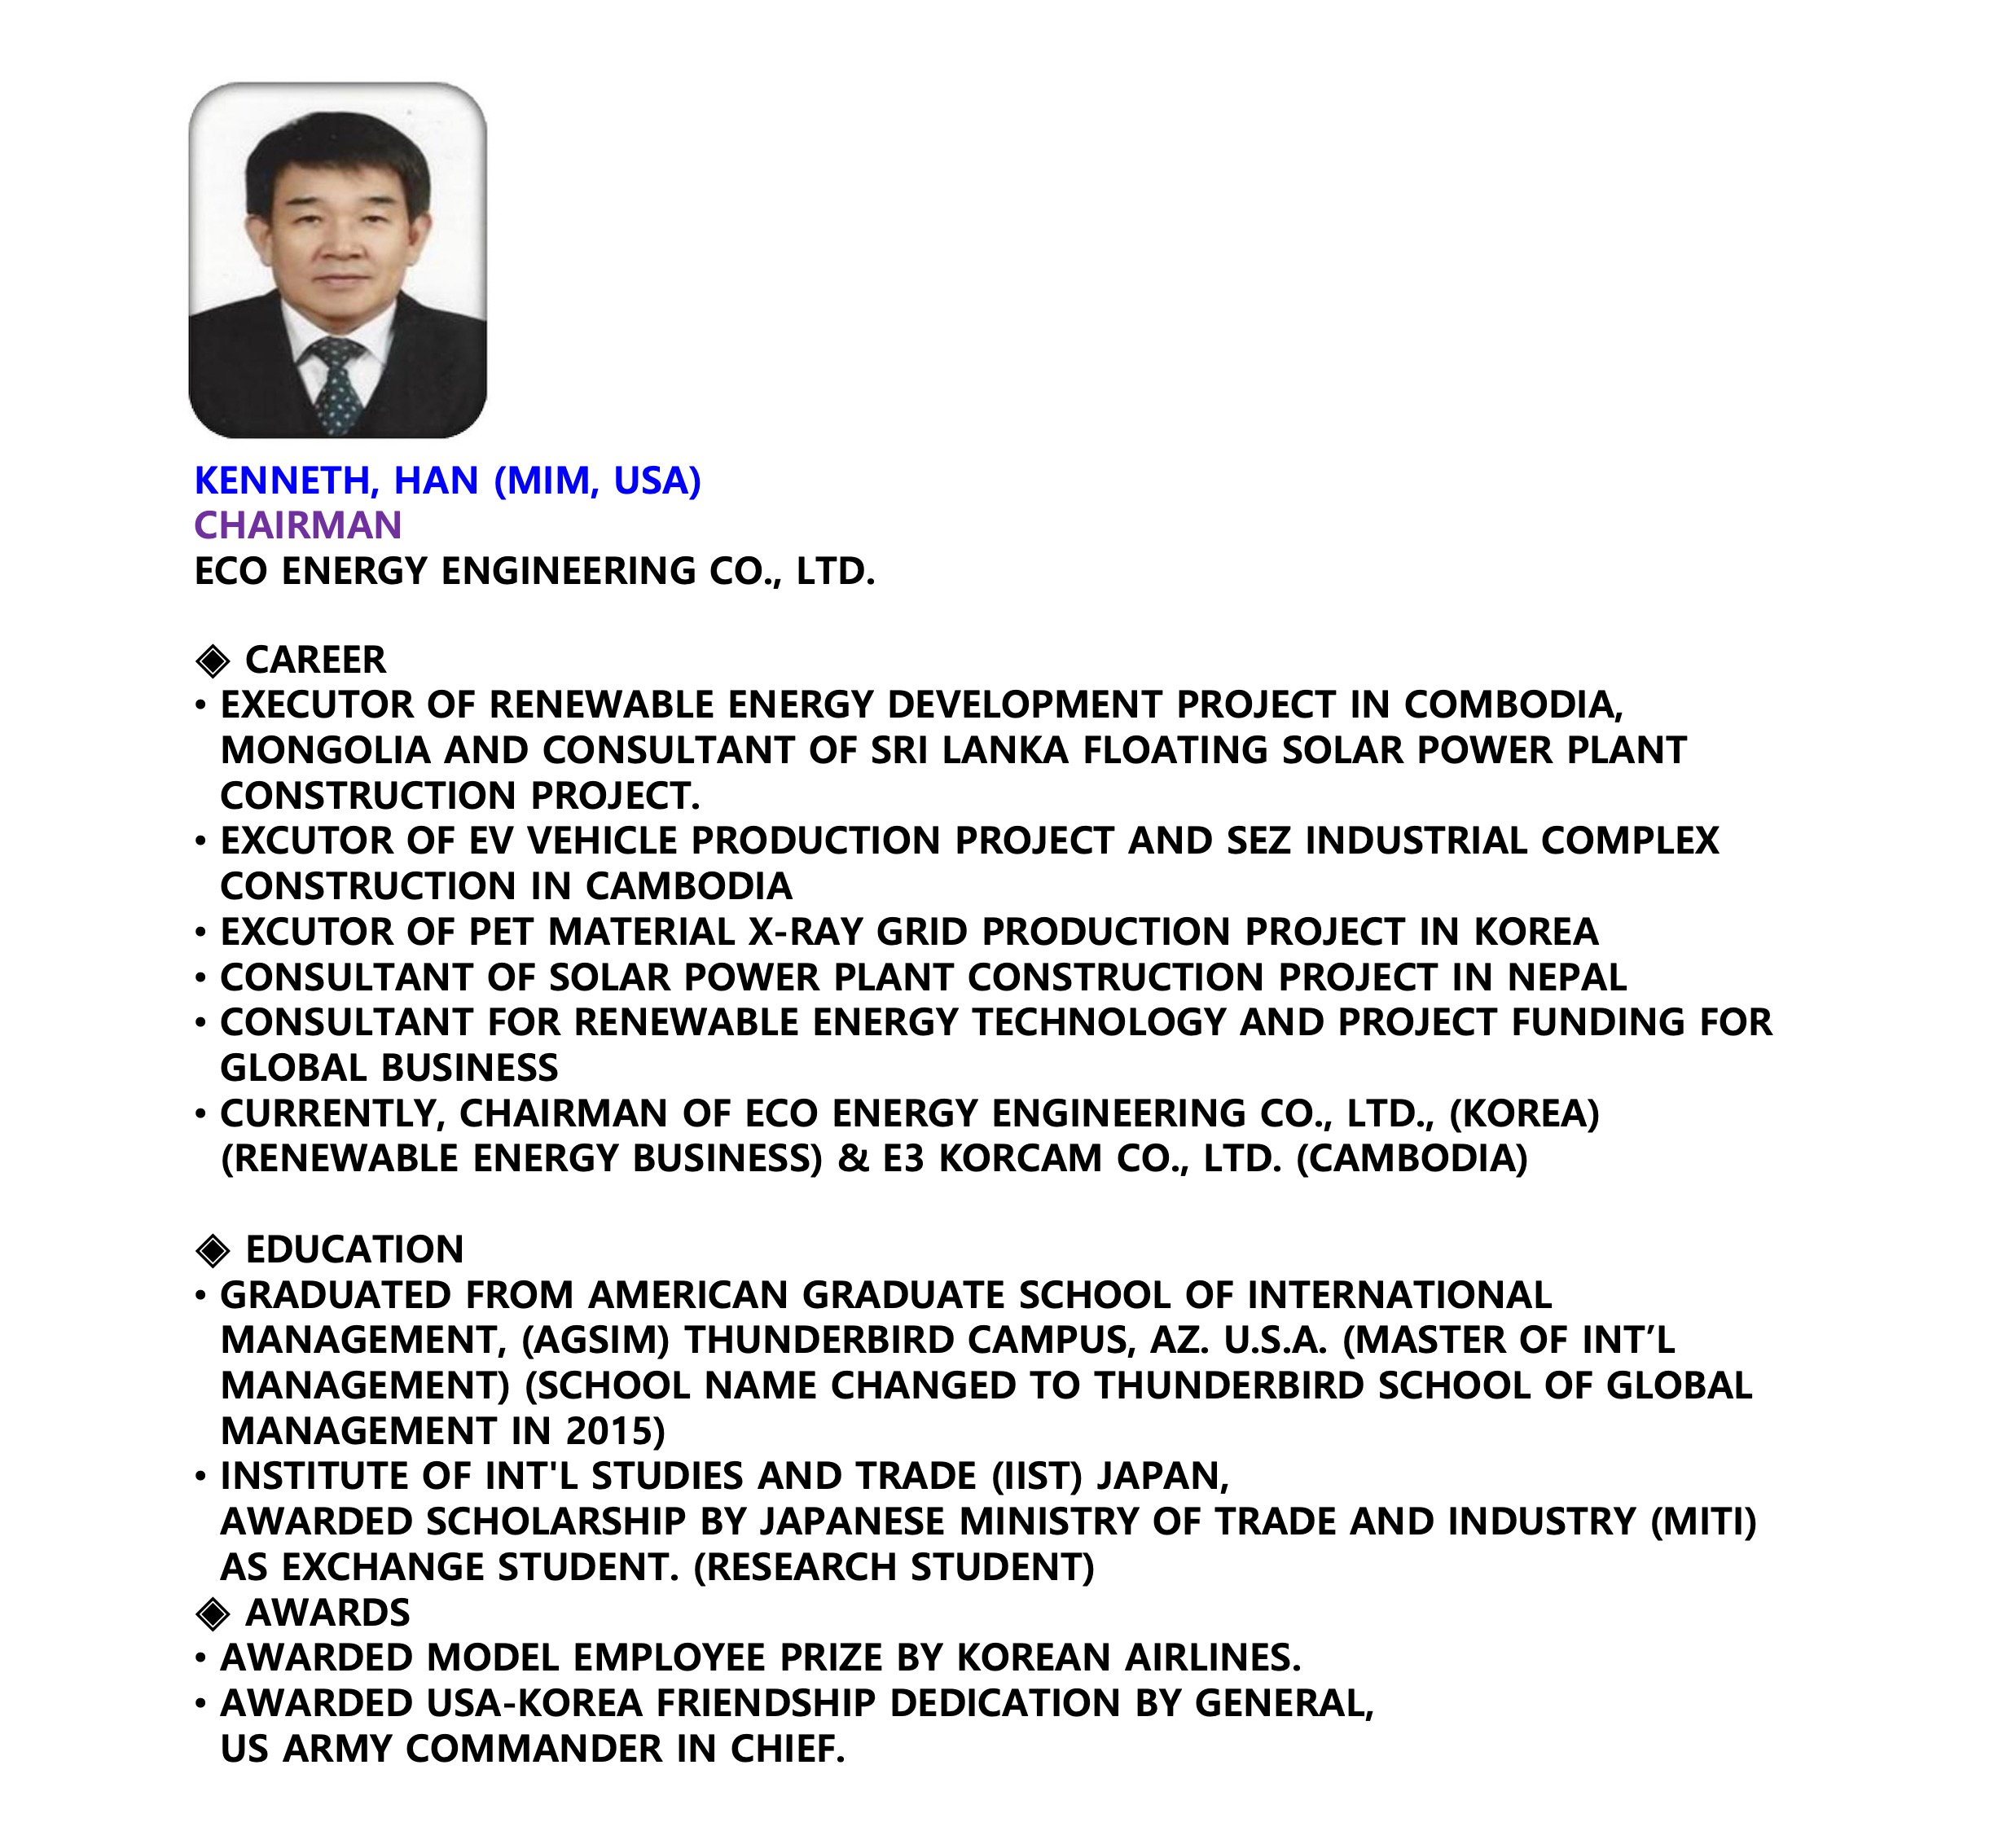 KENNETH, HAN (MIM, USA)
CHAIRMAN
ECO ENERGY ENGINEERING CO., LTD.
◈ CAREER
• EXECUTOR OF RENEWABLE ENERGY DEVELOPMENT PROJECT IN COMBODIA,
MONGOLIA AND CONSULTANT OF SRI LANKA FLOATING SOLAR POWER PLANT
CONSTRUCTION PROJECT.
• EXCUTOR OF EV VEHICLE PRODUCTION PROJECT AND SEZ INDUSTRIAL COMPLEX
CONSTRUCTION IN CAMBODIA
• EXCUTOR OF PET MATERIAL X-RAY GRID PRODUCTION PROJECT IN KOREA
• CONSULTANT OF SOLAR POWER PLANT CONSTRUCTION PROJECT IN NEPAL
• CONSULTANT FOR RENEWABLE ENERGY TECHNOLOGY AND PROJECT FUNDING FOR
GLOBAL BUSINESS
• CURRENTLY, CHAIRMAN OF ECO ENERGY ENGINEERING CO., LTD., (KOREA)
(RENEWABLE ENERGY BUSINESS) & E3 KORCAM CO., LTD. (CAMBODIA)
◈ EDUCATION
• GRADUATED FROM AMERICAN GRADUATE SCHOOL OF INTERNATIONAL
MANAGEMENT, (AGSIM) THUNDERBIRD CAMPUS, AZ. U.S.A. (MASTER OF INT’L
MANAGEMENT) (SCHOOL NAME CHANGED TO THUNDERBIRD SCHOOL OF GLOBAL
MANAGEMENT IN 2015)
• INSTITUTE OF INT'L STUDIES AND TRADE (IIST) JAPAN,
AWARDED SCHOLARSHIP BY JAPANESE MINISTRY OF TRADE AND INDUSTRY (MITI)
AS EXCHANGE STUDENT. (RESEARCH STUDENT)
◈ AWARDS
• AWARDED MODEL EMPLOYEE PRIZE BY KOREAN AIRLINES.
• AWARDED USA-KOREA FRIENDSHIP DEDICATION BY GENERAL,
US ARMY COMMANDER IN CHIEF.